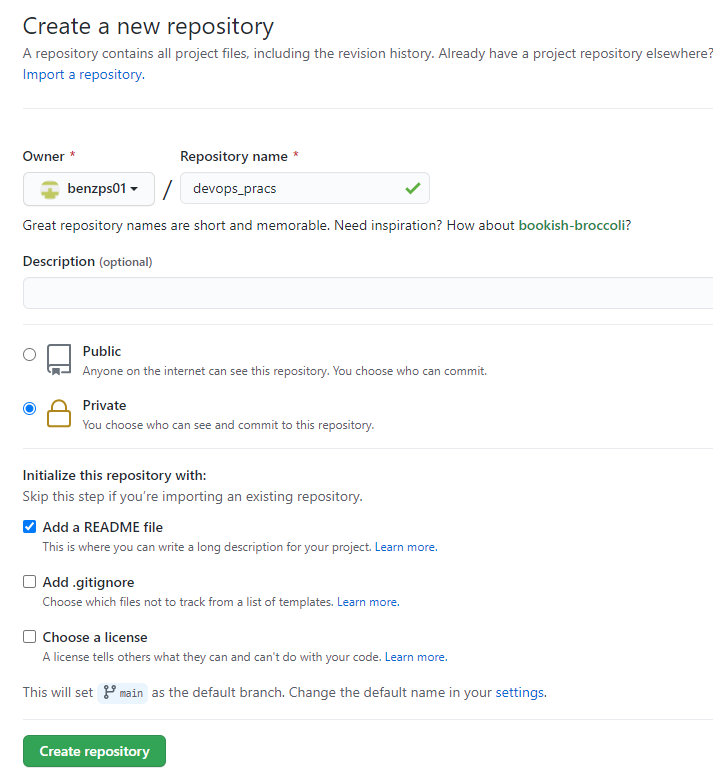 Create a new repository
A repository contains all project files, including the revision history. Already have a project repository elsewhere?
Import a repository.
Owner *
Repository name *
benzps01
/
devops_pracs
Great repository names are short and memorable. Need inspiration? How about bookish-broccoli?
Description (optional)
Public
Anyone on the internet can see this repository. You choose who can commit.
Private
You choose who can see and commit to this repository.
Initialize this repository with:
Skip this step if you’re importing an existing repository.
Add a README file
This is where you can write a long description for your project. Learn more.
Add .gitignore
Choose which files not to track from a list of templates. Learn more.
Choose a license
A license tells others what they can and can't do with your code. Learn more.
This will set main as the default branch. Change the default name in your settings.
Create repository